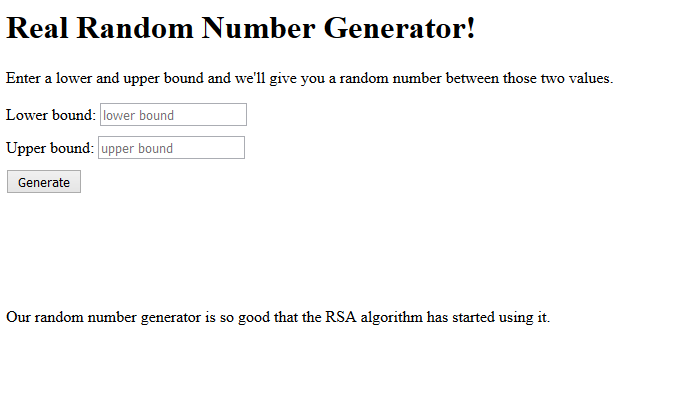 Real Random Number Generator!
Enter a lower and upper bound and we'll give you a random number between those two values.
Lower bound: lower bound
Upper bound: upper bound
Generate
Our random number generator is so good that the RSA algorithm has started using it.